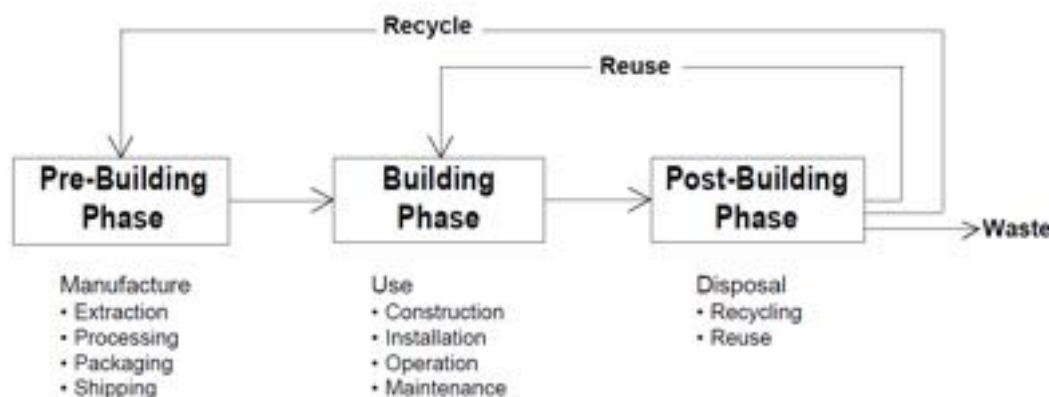 Recycle
Reuse
Pre-Building
Phase
Building
Phase
Post-Building
Phase
Waste
Manufacture
• Extraction
• Processing
• Packaging
• Shipping
Use
• Construction
• Installation
• Operation
• Maintenance
Disposal
• Recycling
• Reuse